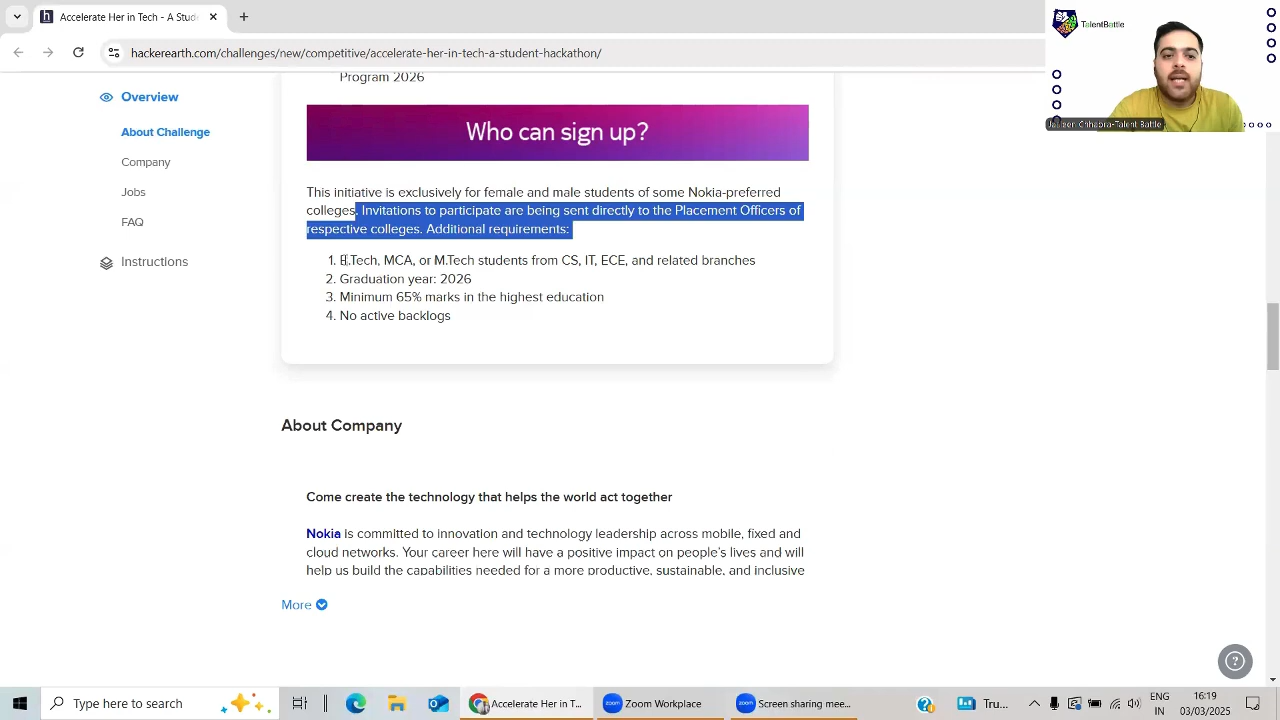 Accelerate Her in Tech - A Stud
hackerearth.com/challenges/new/competitive/accelerate-her-in-tech-a-student-hackathon/
TalentBattle
Jasleen Chhabra-Talent Battle
Overview
About Challenge
Company
Jobs
FAQ
Instructions
Program 2026
Who can sign up?
This initiative is exclusively for female and male students of some Nokia-preferred
colleges. Invitations to participate are being sent directly to the Placement Officers of
respective colleges. Additional requirements:
1. B.Tech, MCA, or M.Tech students from CS, IT, ECE, and related branches
2. Graduation year: 2026
3. Minimum 65% marks in the highest education
4. No active backlogs
About Company
Come create the technology that helps the world act together
Nokia is committed to innovation and technology leadership across mobile, fixed and
cloud networks. Your career here will have a positive impact on people's lives and will
help us build the capabilities needed for a more productive, sustainable, and inclusive
More
Type here to search
Accelerate Her in T...
zoom Zoom Workplace
zoom Screen sharing mee...
Tru...
ENG
IN
16:19
03/03/2025